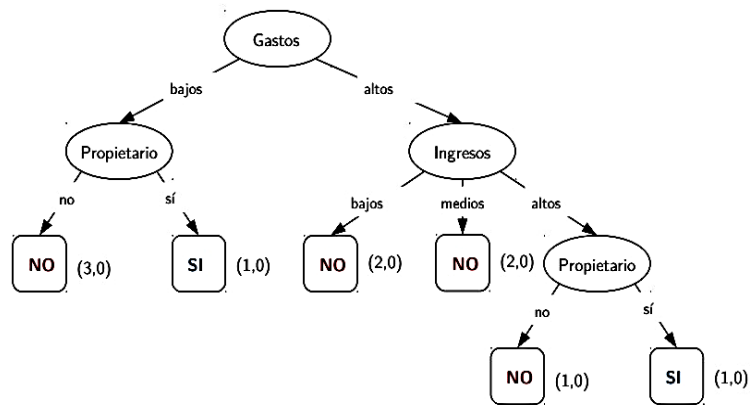 Gastos
bajos
altos
Propietario
Ingresos
no
sí
bajos
medios
altos
NO
(3,0)
SI
(1,0)
NO
(2,0)
NO
(2,0)
Propietario
no
sí
NO
(1,0)
SI
(1,0)